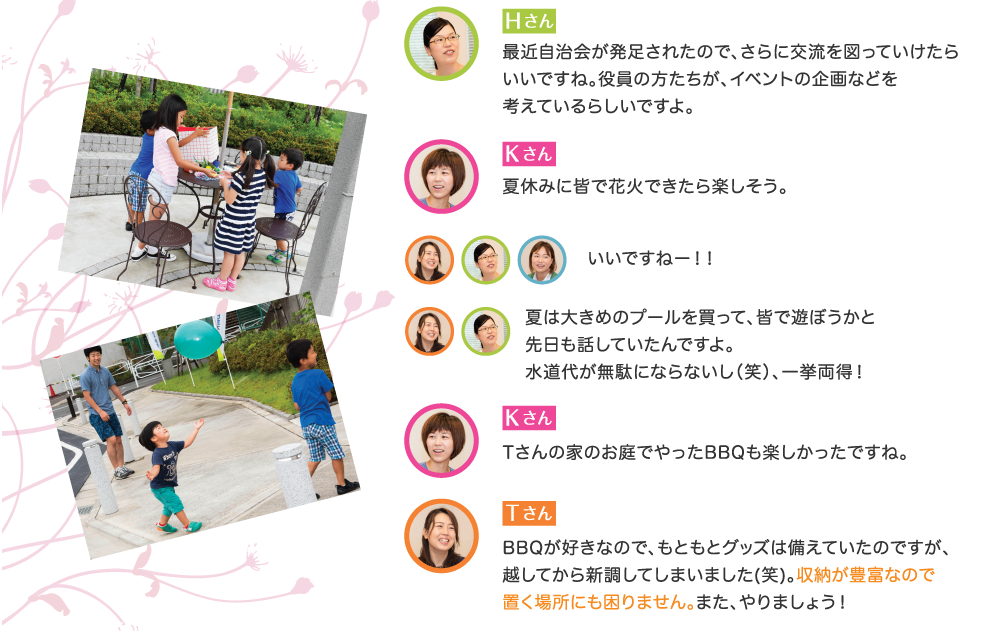 Hさん
最近自治会が発足されたので、さらに交流を図っていけたら
いいですね。役員の方たちが、イベントの企画などを
考えているらしいですよ。
Kさん
夏休みに皆で花火できたら楽しそう。
いいですねー！！
夏は大きめのプールを買って、皆で遊ぼうかと
先日も話していたんですよ。
水道代が無駄にならないし（笑）、一挙両得！
Kさん
Tさんの家のお庭でやったBBQも楽しかったですね。
Tさん
BBQが好きなので、もともとグッズは備えていたのですが、
越してから新調してしまいました(笑)。収納が豊富なので
置く場所にも困りません。また、やりましょう！